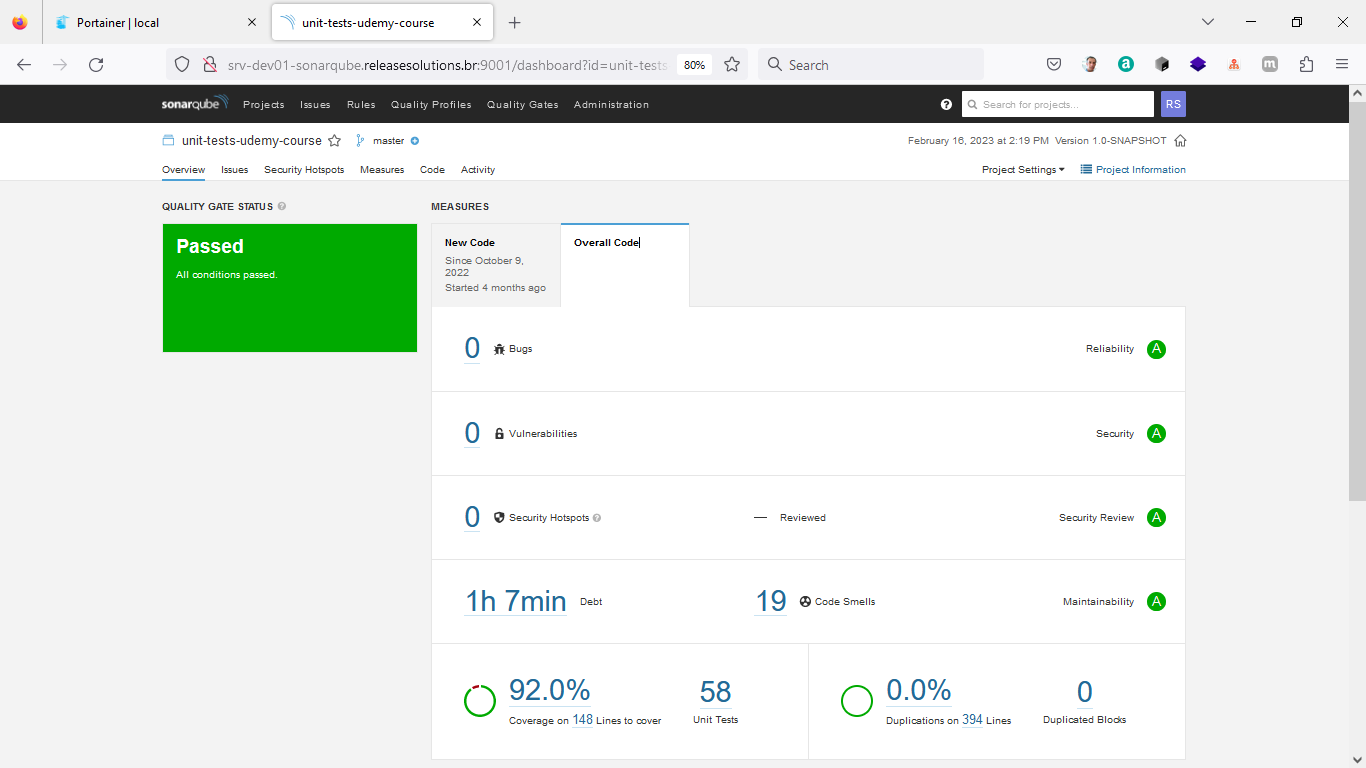 Portainer | local
unit-tests-udemy-course
srv-dev01-sonarqube.releasesolutions.br:9001/dashboard?id=unit-tests
80%
Search
sonarqube Projects Issues Rules Quality Profiles Quality Gates Administration
Search for projects...
RS
unit-tests-udemy-course
master
February 16, 2023 at 2:19 PM Version 1.0-SNAPSHOT
Overview Issues Security Hotspots Measures Code Activity
Project Settings
Project Information
QUALITY GATE STATUS
MEASURES
Passed
All conditions passed.
New Code
Since October 9,
2022
Started 4 months ago
Overall Code
0 Bugs
Reliability A
0 Vulnerabilities
Security A
0 Security Hotspots
— Reviewed
Security Review A
1h 7min Debt
19 Code Smells
Maintainability A
92.0%
Coverage on 148 Lines to cover
58
Unit Tests
0.0%
Duplications on 394 Lines
0
Duplicated Blocks